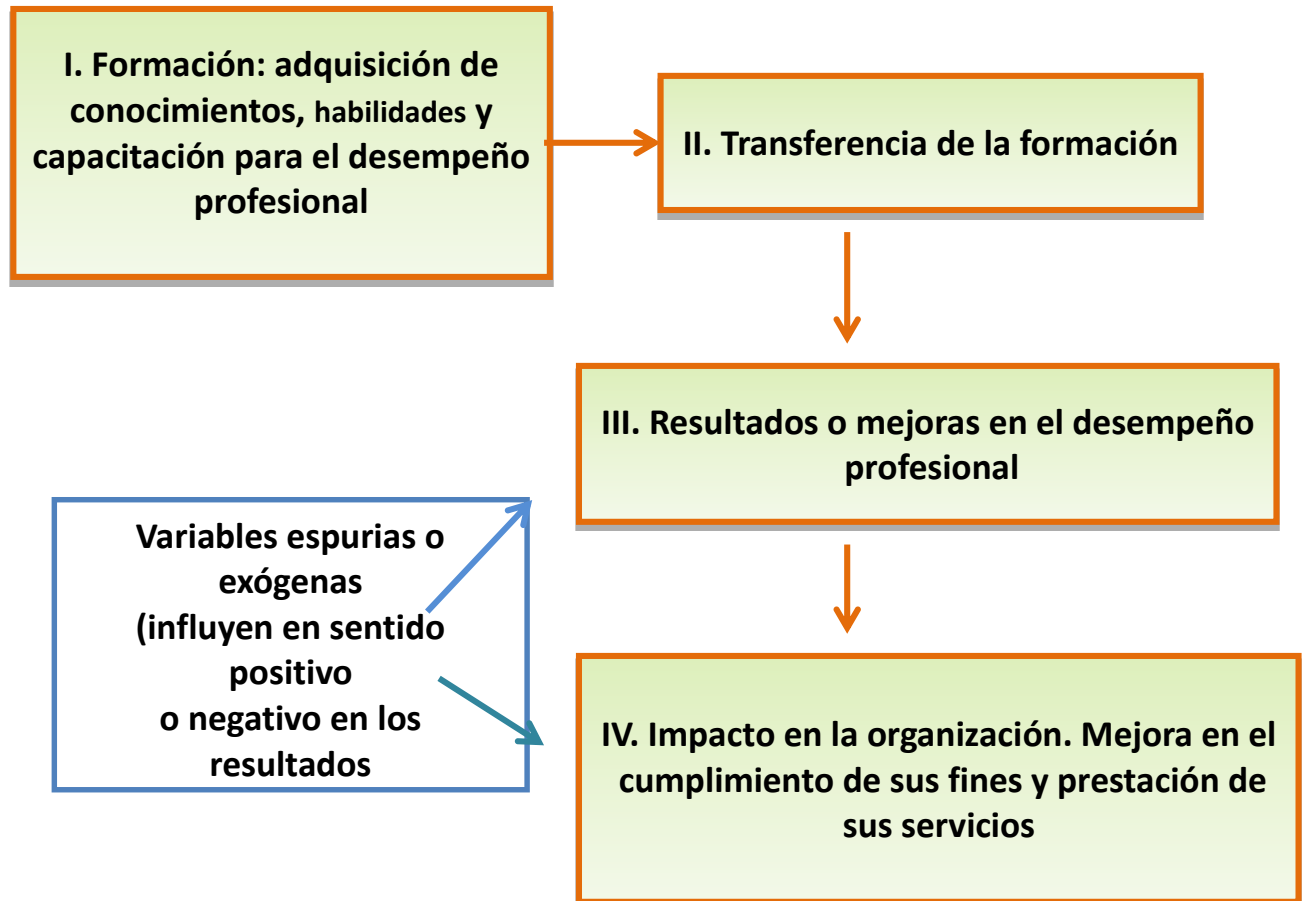 I. Formación: adquisición de
conocimientos, habilidades y
capacitación para el desempeño
profesional
II. Transferencia de la formación
III. Resultados o mejoras en el desempeño
profesional
Variables espurias o
exógenas
(influyen en sentido
positivo
o negativo en los
resultados
IV. Impacto en la organización. Mejora en el
cumplimiento de sus fines y prestación de
sus servicios